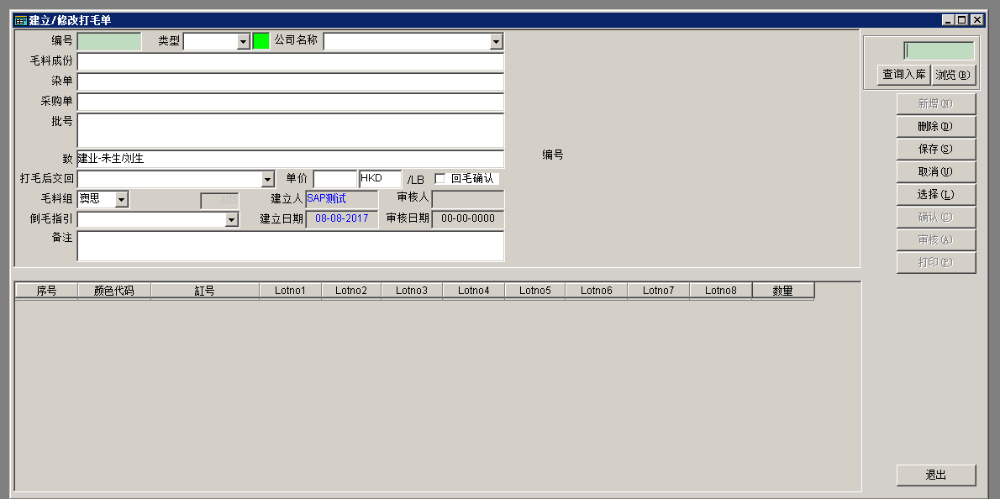 建立/修改打毛单
编号 类型 公司名称
毛料成份
染单
采购单
批号
致 建业-朱生/刘生
编号
打毛后交回 单价 HKD /LB 回毛确认
毛料组 澳思 AUS 建立人 SAP测试 审核人
倒毛指引 建立日期 08-08-2017 审核日期 00-00-0000
备注
查询入库 浏览(B)
新增(N)
删除(D)
保存(S)
取消(U)
选择(L)
确认(C)
审核(A)
打印(P)
序号 颜色代码 缸号 Lotno1 Lotno2 Lotno3 Lotno4 Lotno5 Lotno6 Lotno7 Lotno8 数量
退出